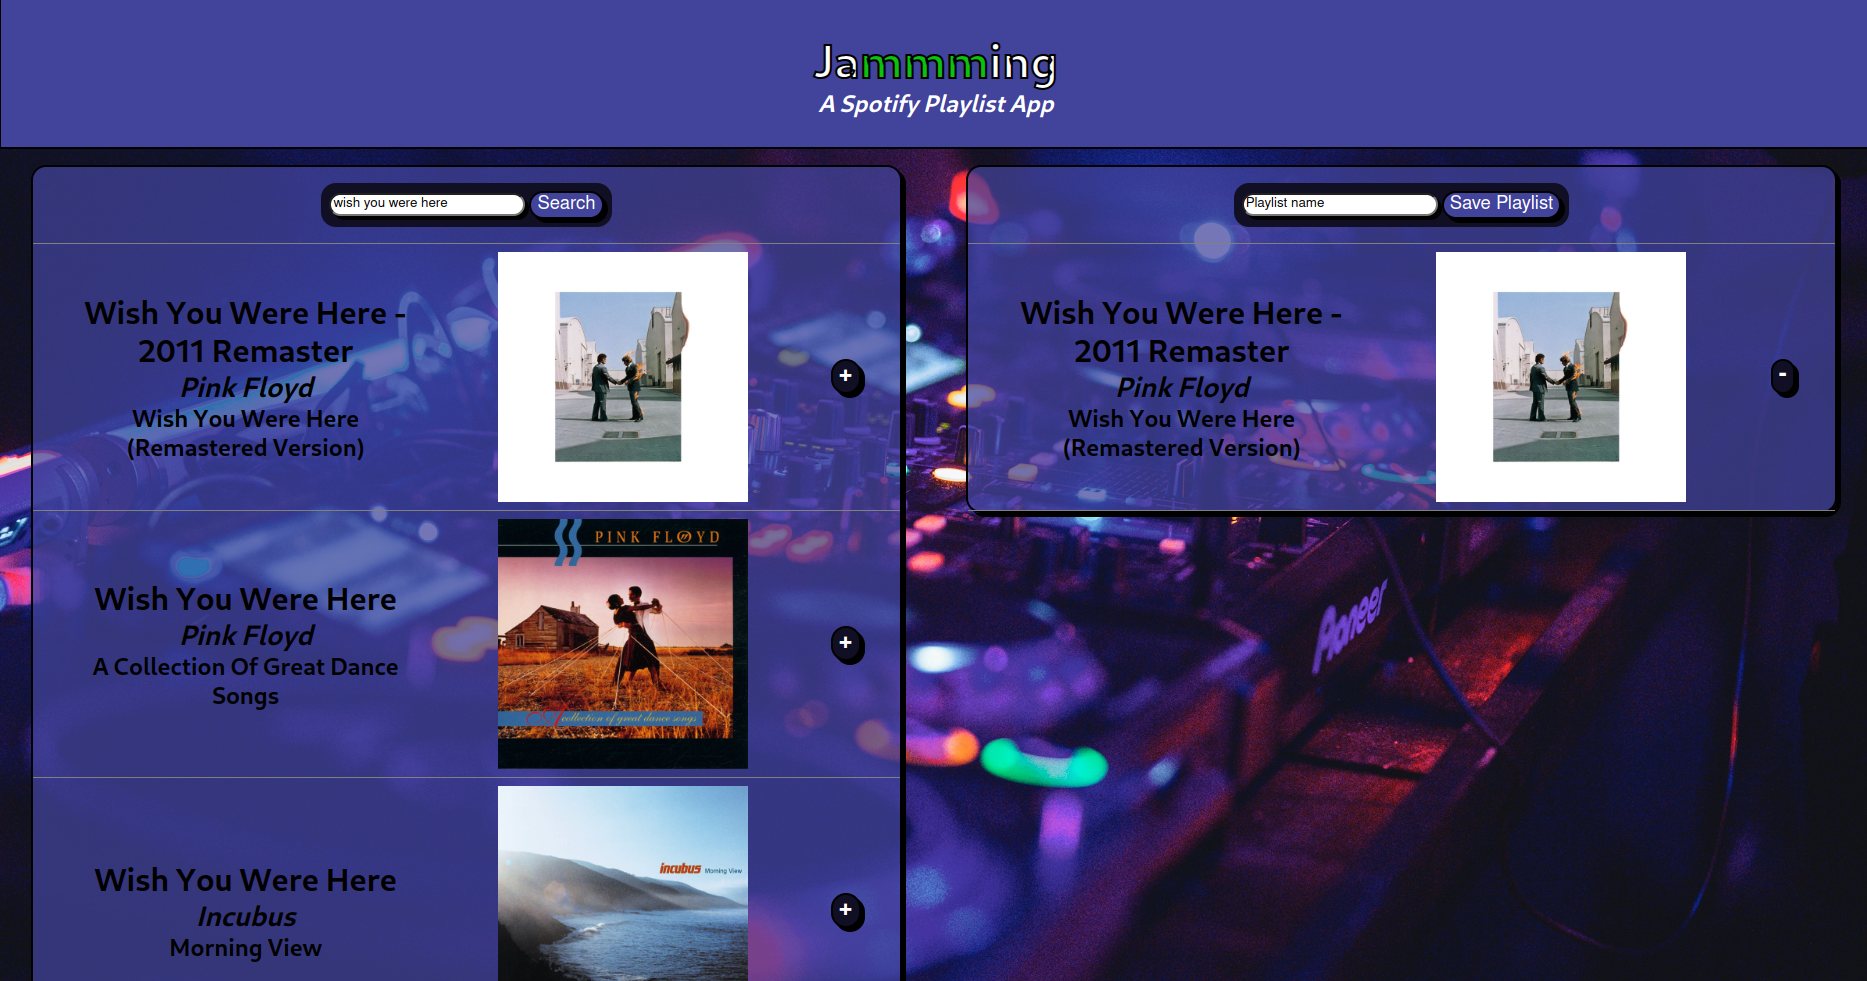 Jammming
A Spotify Playlist App
wish you were here
Search
Wish You Were Here -
2011 Remaster
Pink Floyd
Wish You Were Here
(Remastered Version)
+
PINK FLOYD
Wish You Were Here
Pink Floyd
A Collection Of Great Dance
Songs
A collection of great dance songs
+
incubus Morning View
Wish You Were Here
Incubus
Morning View
+
Playlist name
Save Playlist
Wish You Were Here -
2011 Remaster
Pink Floyd
Wish You Were Here
(Remastered Version)
-
Pioneer